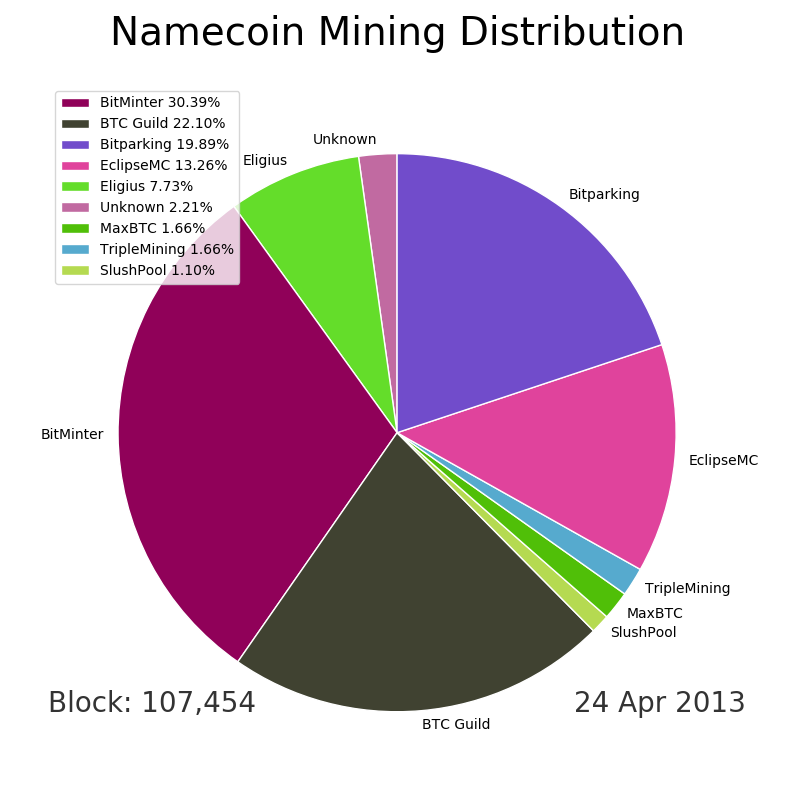 Namecoin Mining Distribution
BitMinter 30.39%
BTC Guild 22.10%
Bitparking 19.89%
EclipseMC 13.26%
Eligius 7.73%
Unknown 2.21%
MaxBTC 1.66%
TripleMining 1.66%
SlushPool 1.10%
Unknown
Eligius
Bitparking
BitMinter
EclipseMC
TripleMining
MaxBTC
SlushPool
BTC Guild
Block: 107,454
24 Apr 2013